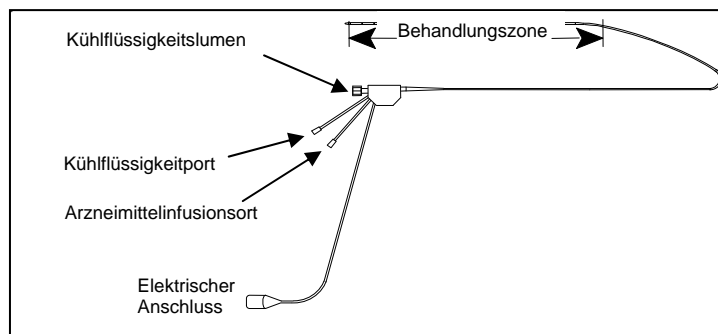 Behandlungszone
Kühlflüssigkeitslumen
Kühlflüssigkeitport
Arzneimittelinfusionsort
Elektrischer
Anschluss